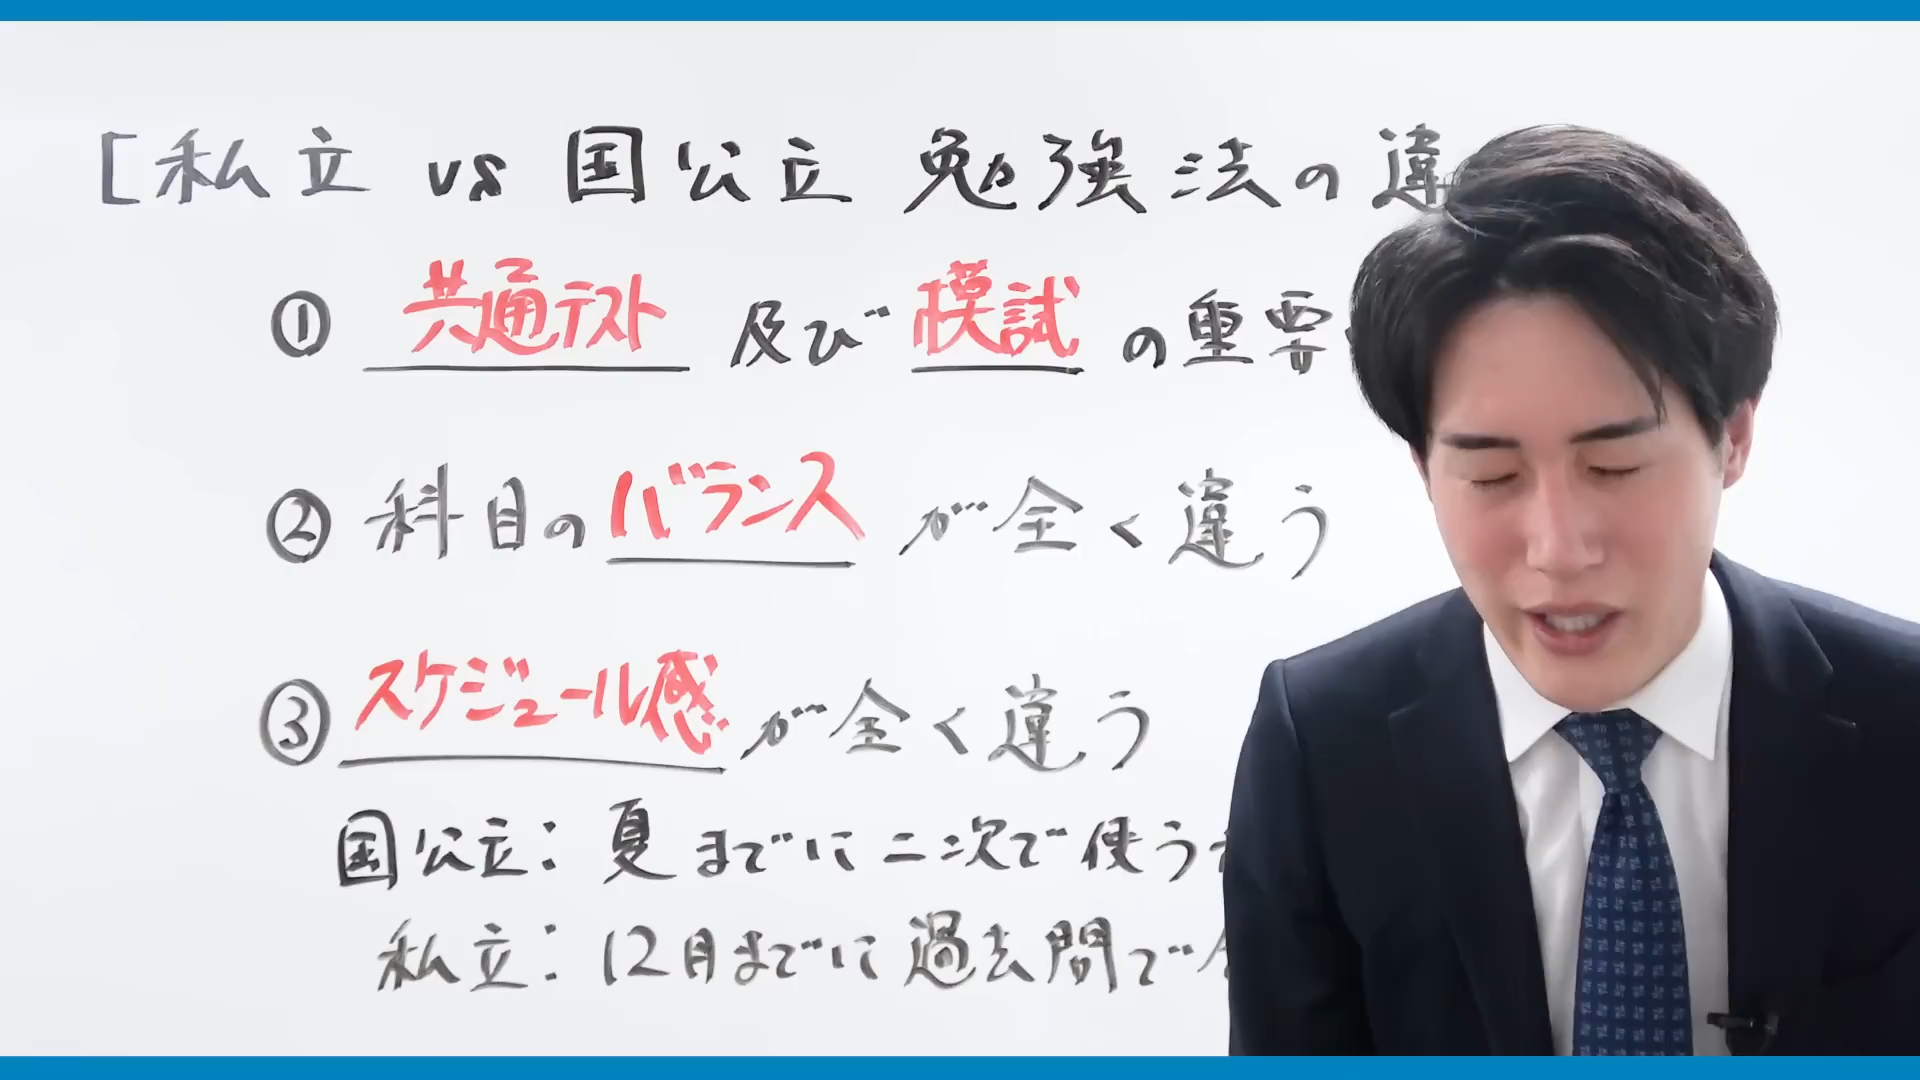 [私立 vs 国公立 勉強法の違
① 共通テスト 及び 模試 の重要
② 科目のバランス が全く違う
③ スケジュール感 が全く違う
国公立：夏までに二次で使う
私立：12月までに過去問で